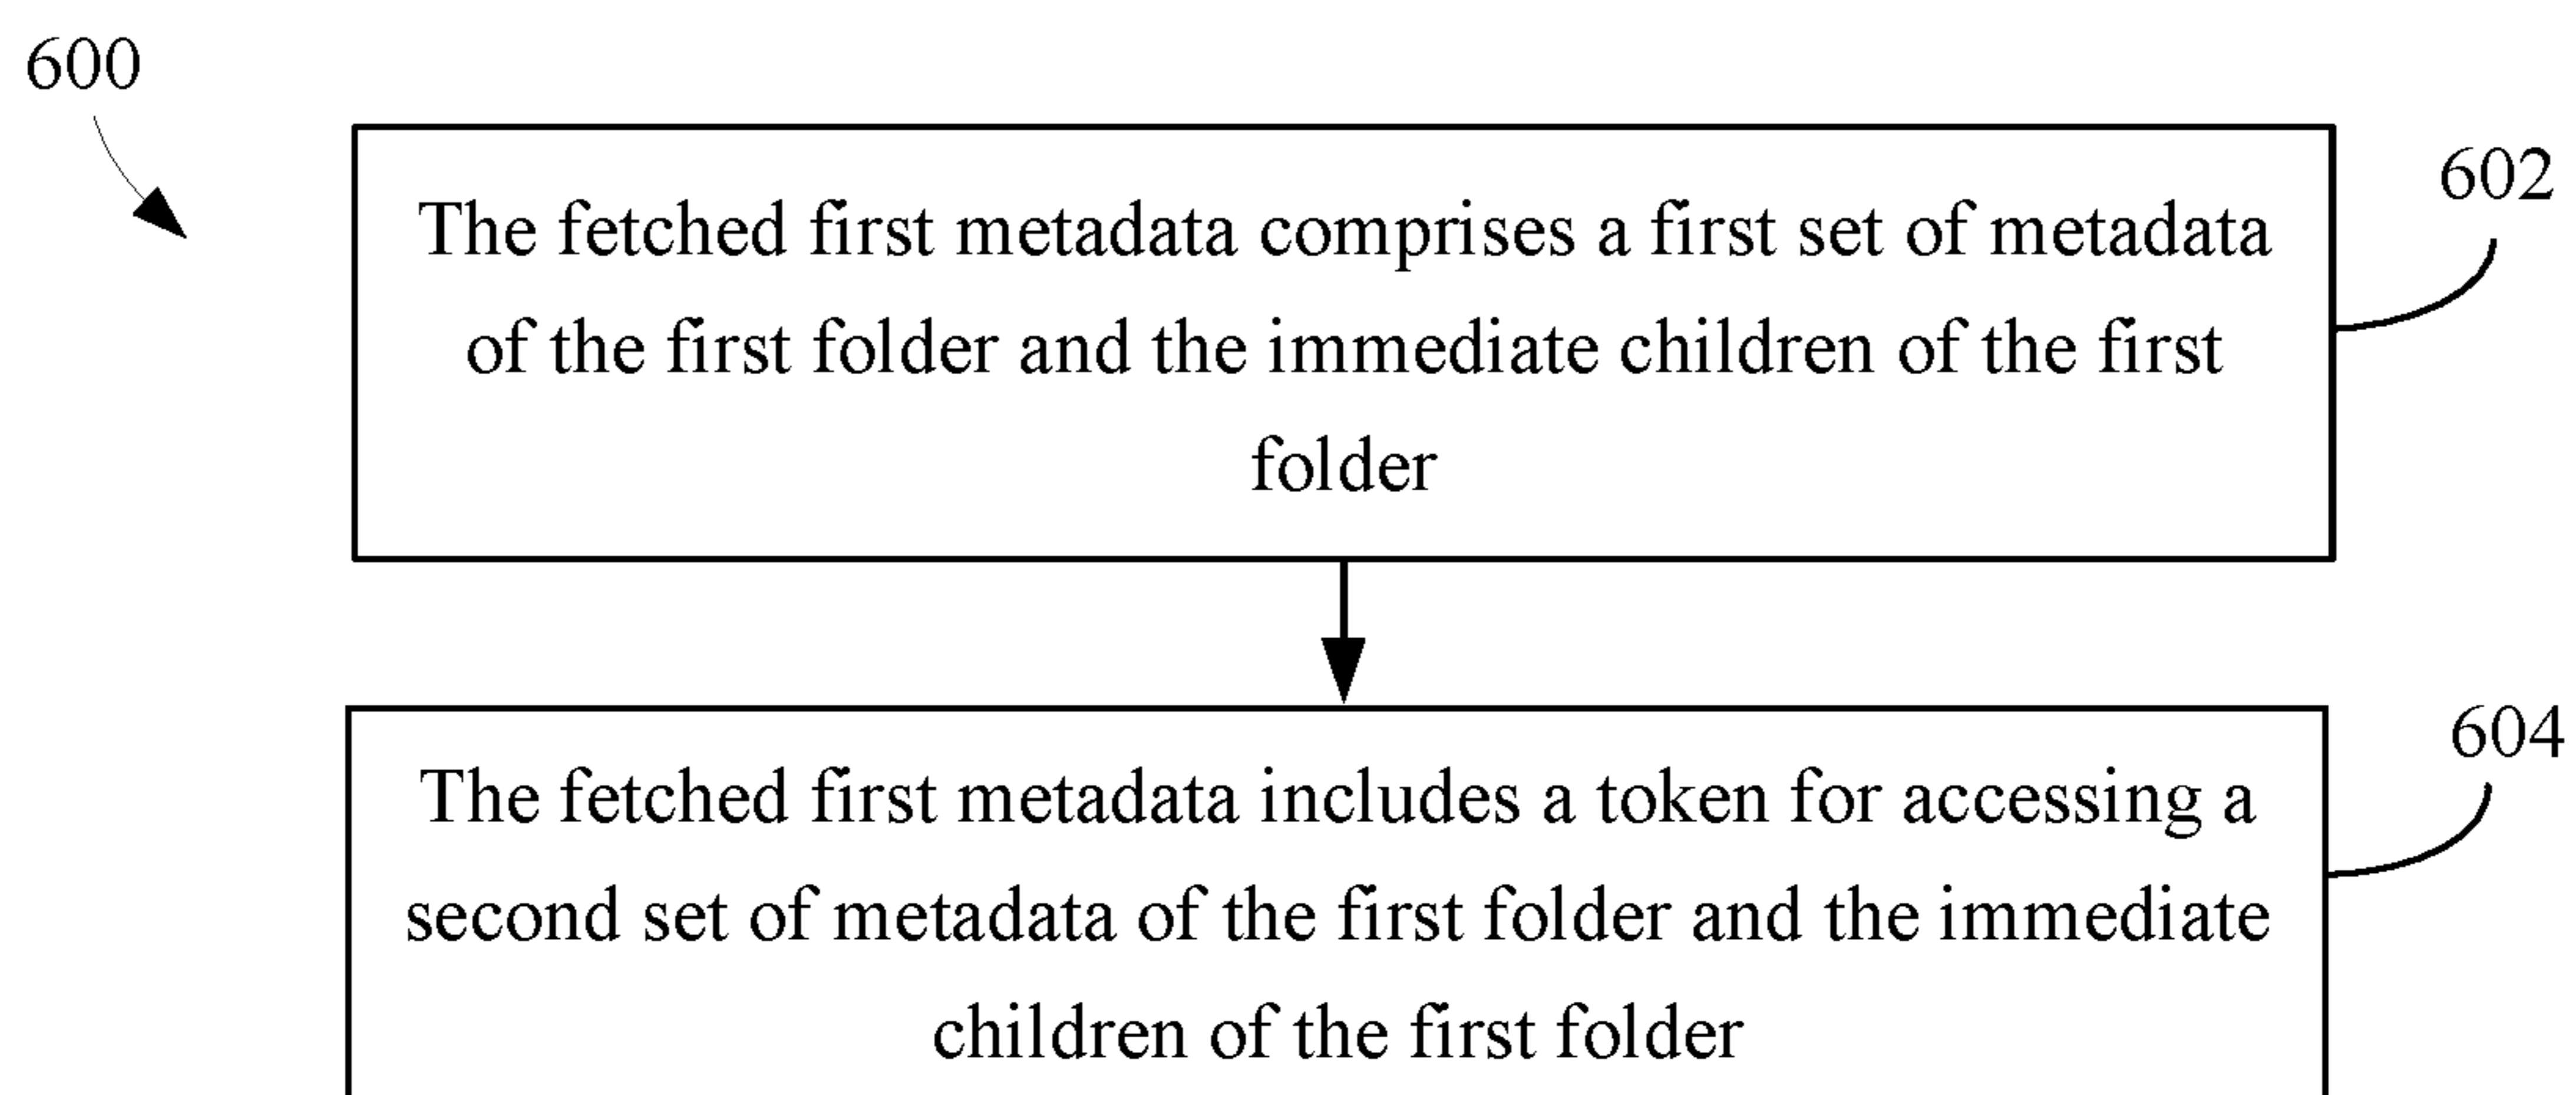 600
The fetched first metadata comprises a first set of metadata
602
of the first folder and the immediate children of the first
folder
The fetched first metadata includes a token for accessing a
604
second set of metadata of the first folder and the immediate
children of the first folder